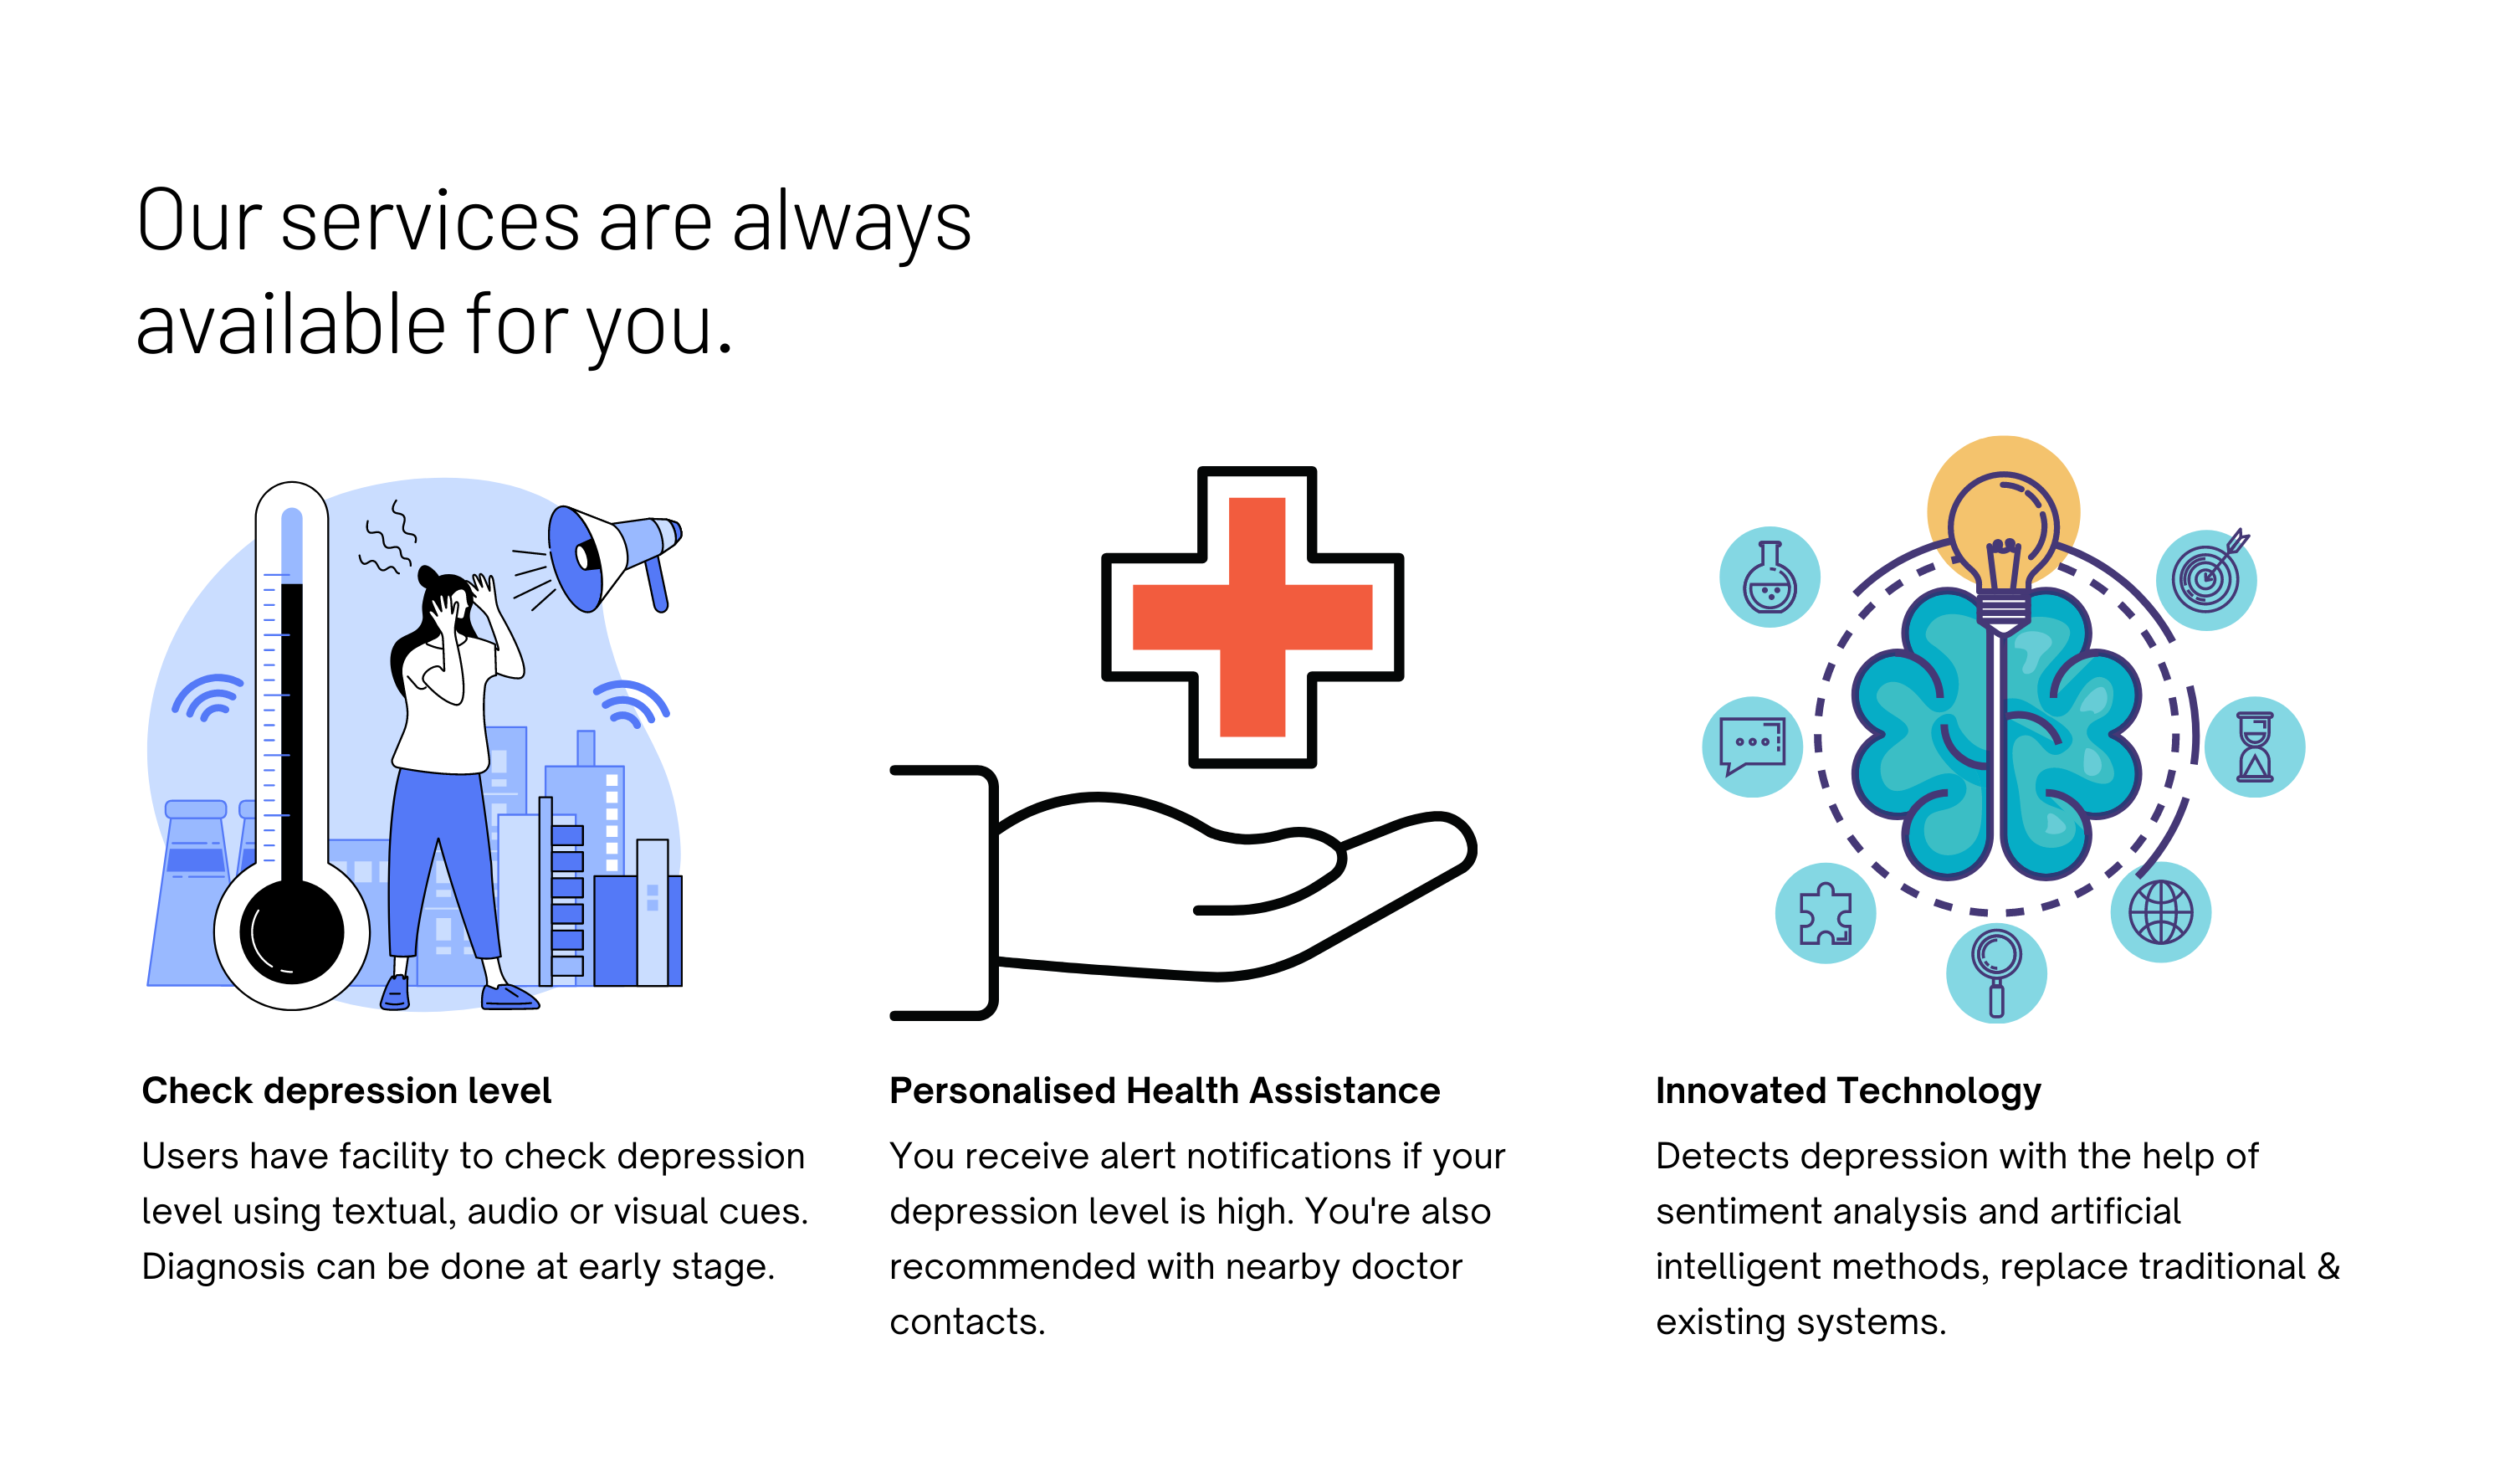 Our services are always
available for you.
Check depression level
Users have facility to check depression
level using textual, audio or visual cues.
Diagnosis can be done at early stage.
Personalised Health Assistance
You receive alert notifications if your
depression level is high. You're also
recommended with nearby doctor
contacts.
Innovated Technology
Detects depression with the help of
sentiment analysis and artificial
intelligent methods, replace traditional &
existing systems.